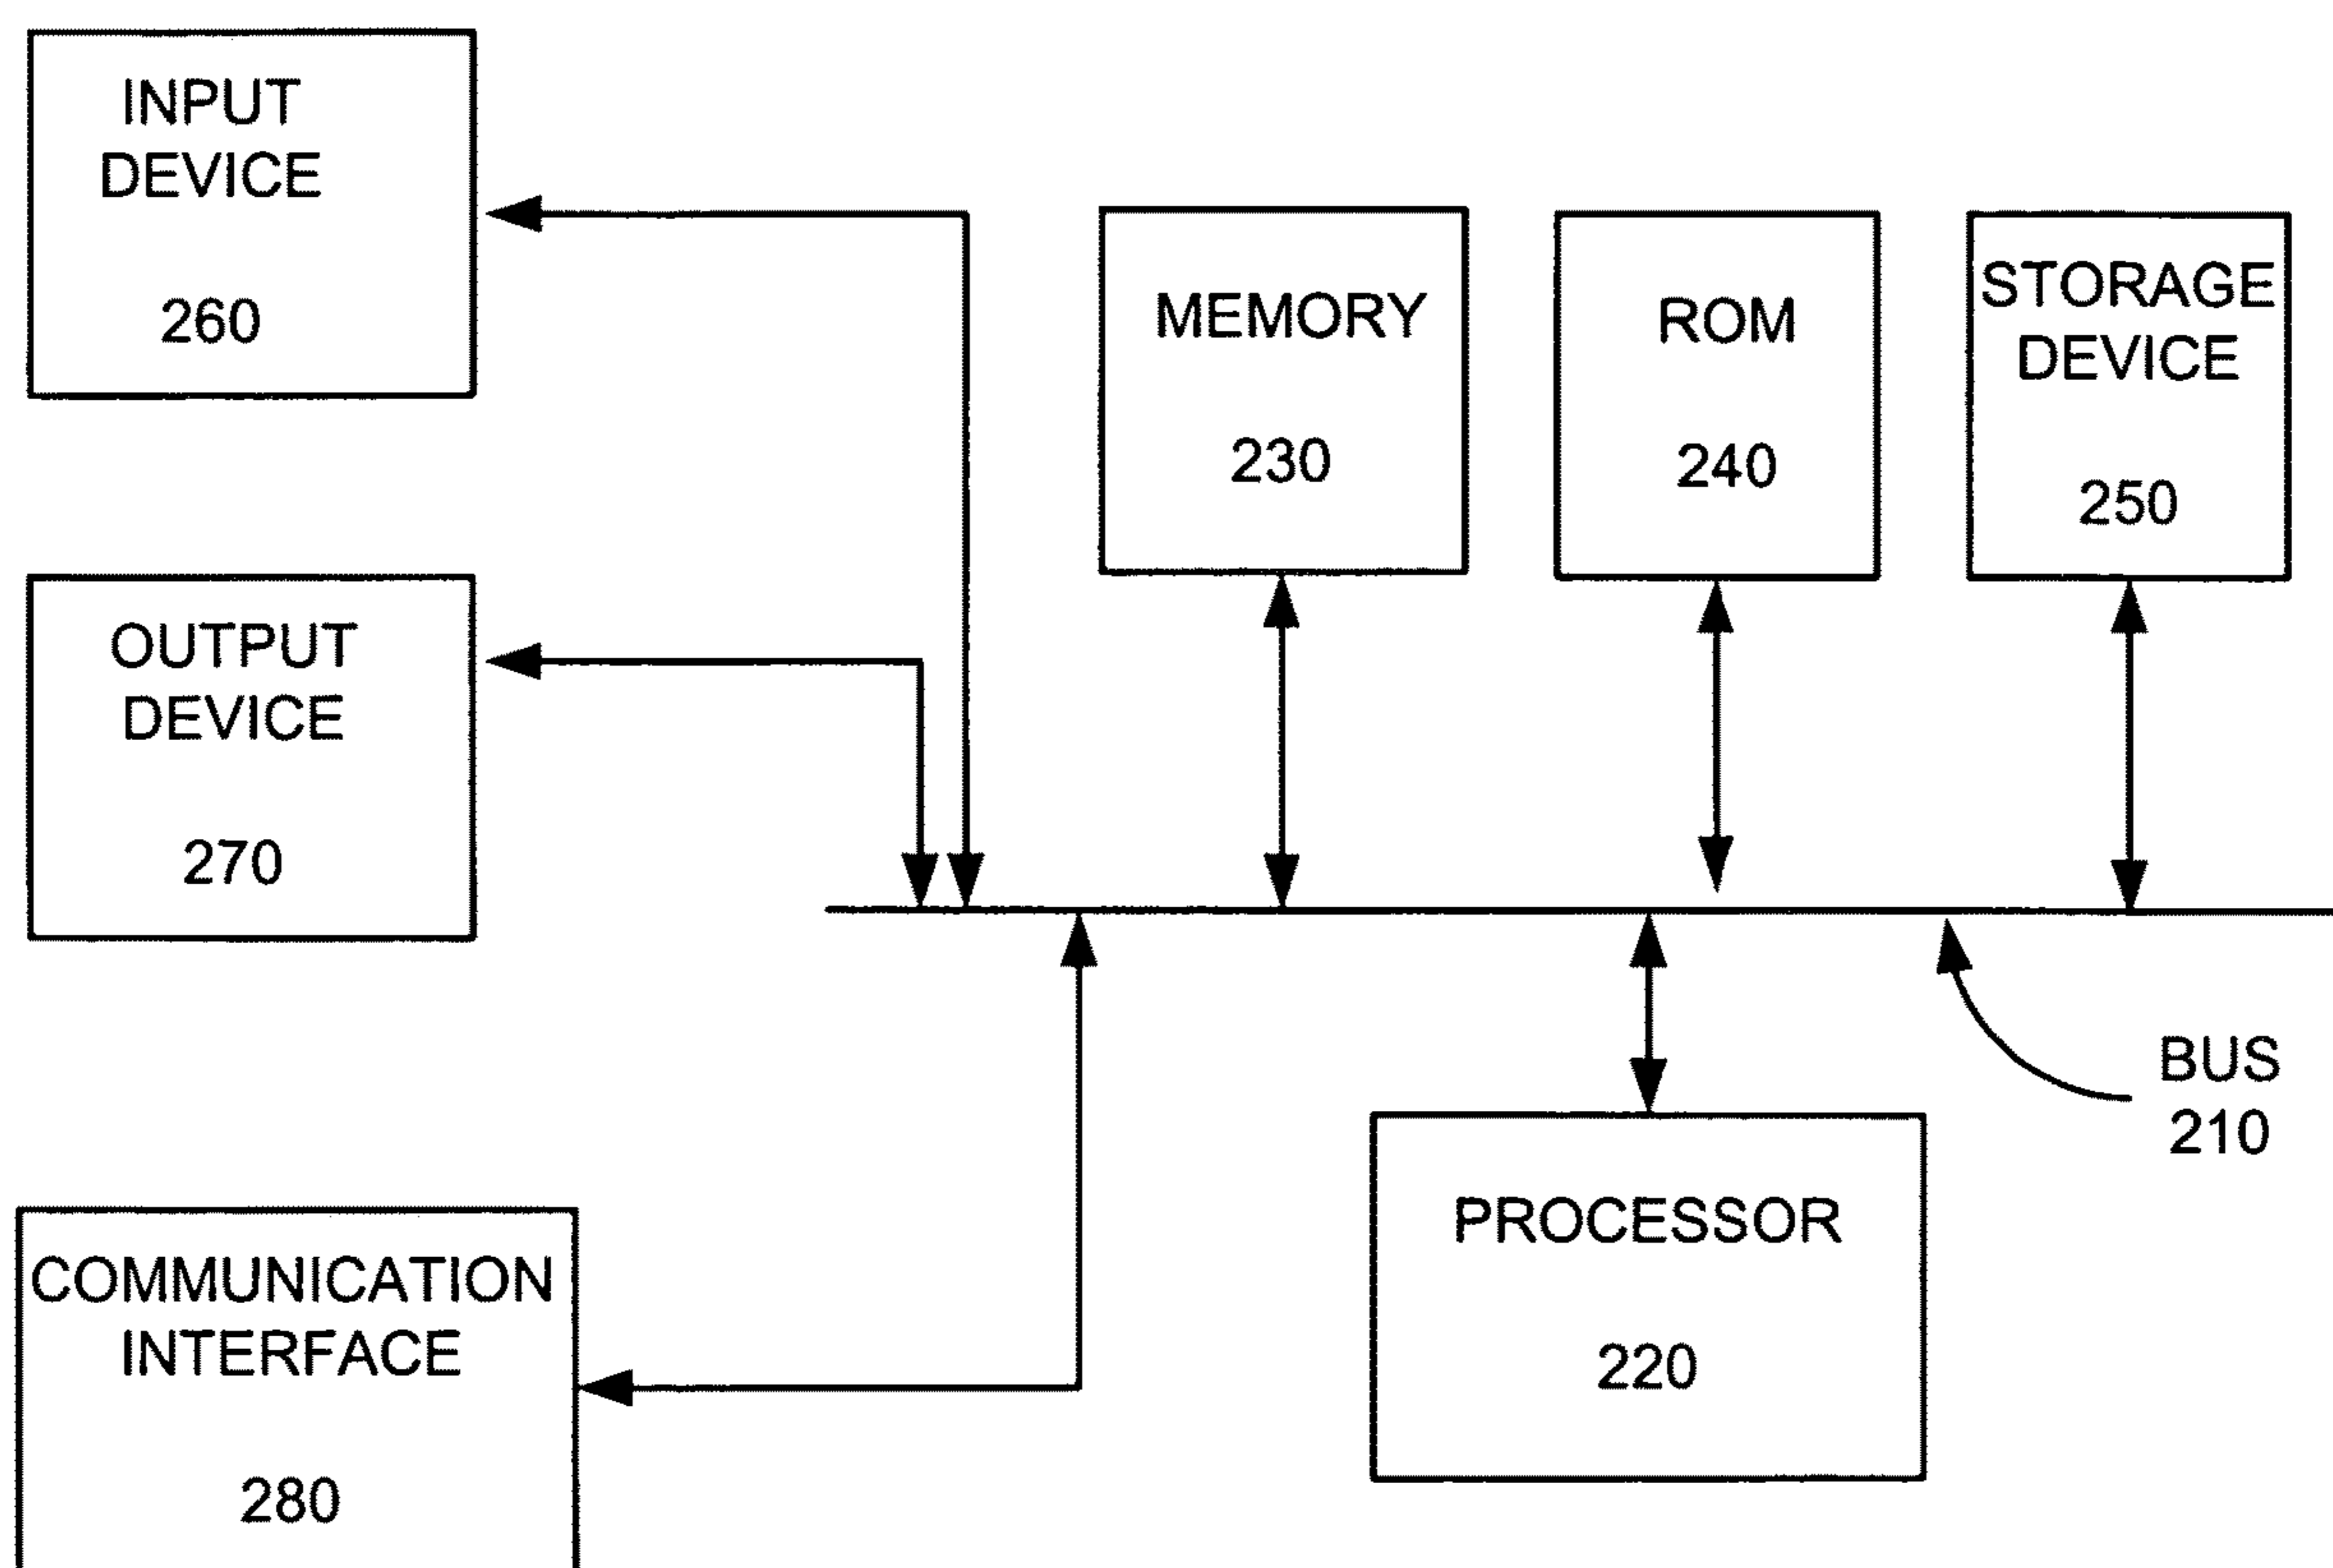 INPUT
DEVICE
260
MEMORY
230
ROM
240
STORAGE
DEVICE
250
OUTPUT
DEVICE
270
BUS
210
PROCESSOR
220
COMMUNICATION
INTERFACE
280